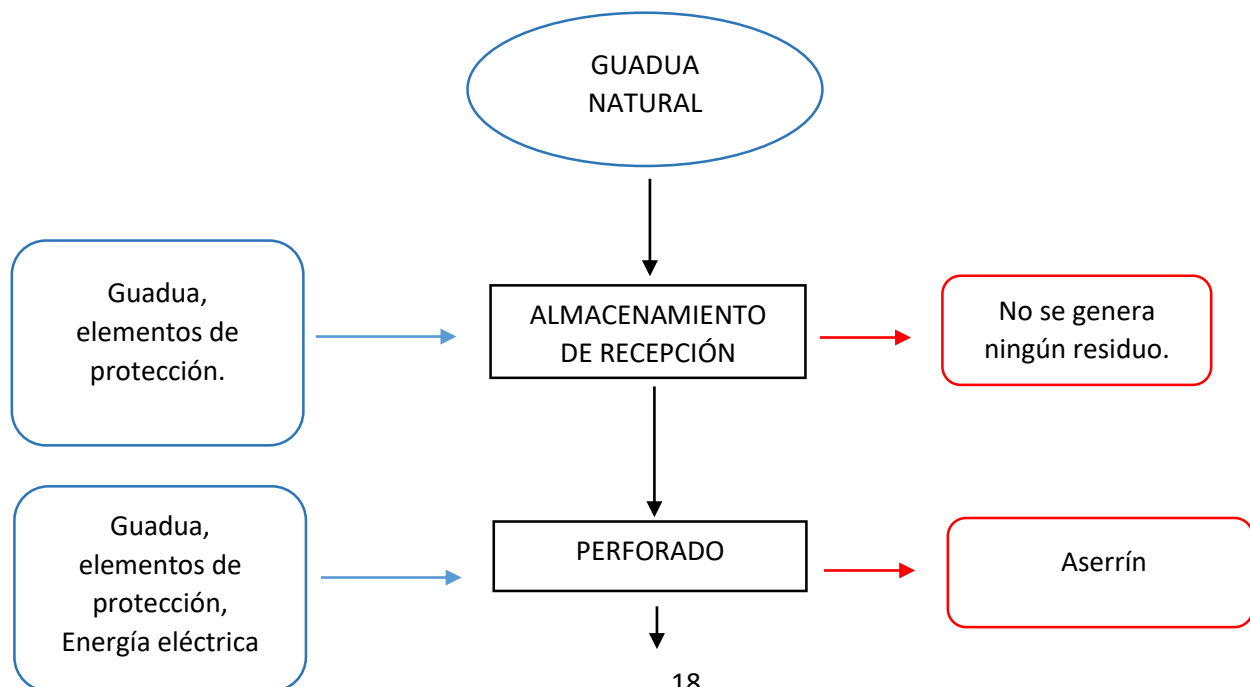 GUADUA
NATURAL
Guadua,
elementos de
protección.
ALMACENAMIENTO
DE RECEPCIÓN
No se genera
ningún residuo.
Guadua,
elementos de
protección,
Energía eléctrica
PERFORADO
Aserrín
18